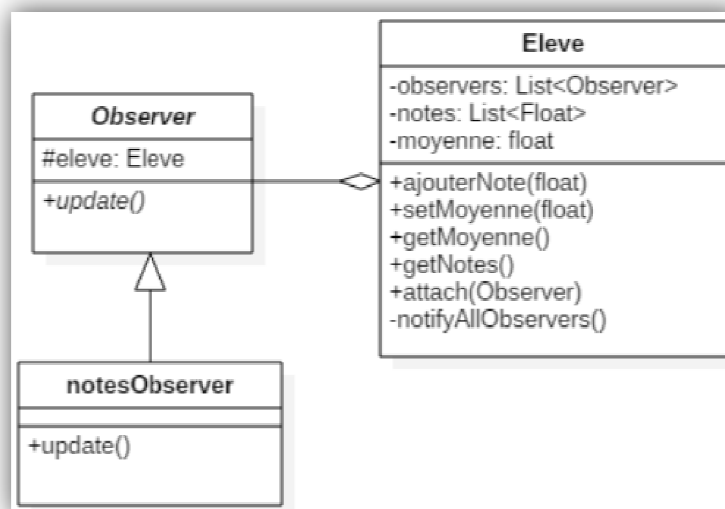 Observer
#eleve: Eleve
+update()
notesObserver
+update()
Eleve
-observers: List<Observer>
-notes: List<Float>
-moyenne: float
+ajouterNote(float)
+setMoyenne(float)
+getMoyenne()
+getNotes()
+attach(Observer)
-notifyAllObservers()